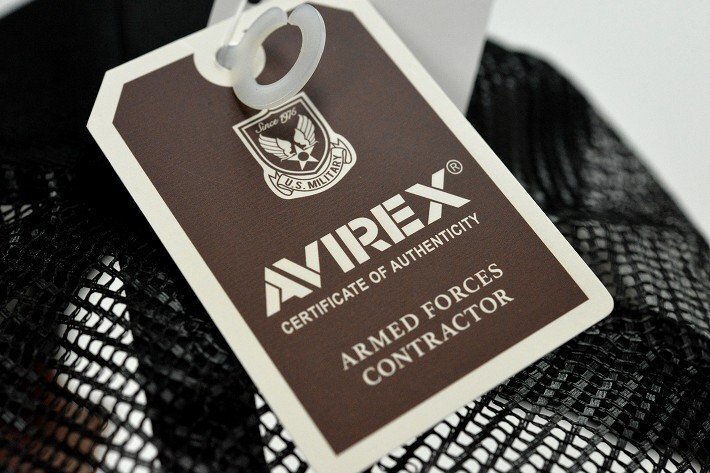 Since 1975
U.S. MILITARY
AVIREX®
CERTIFICATE OF AUTHENTICITY
ARMED FORCES
CONTRACTOR